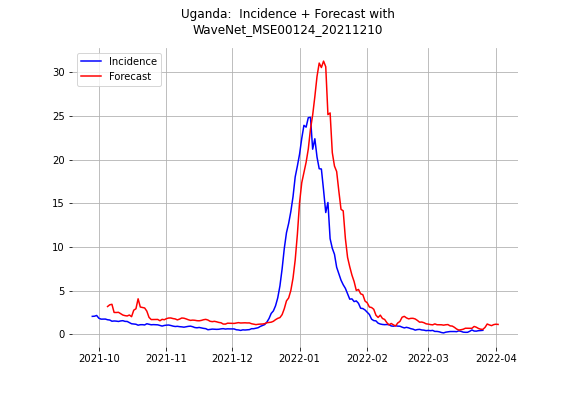 Uganda:  Incidence + Forecast with
WaveNet_MSE00124_20211210
Incidence
Forecast
30
25
20
15
10
5
0
2021-10 2021-11 2021-12 2022-01 2022-02 2022-03 2022-04